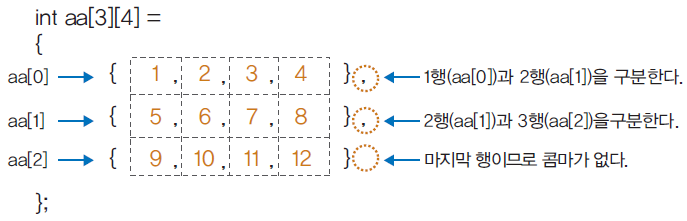 int aa[3][4] =
{
aa[0] { 1 , 2 , 3 , 4 } , 1행(aa[0])과 2행(aa[1])을 구분한다.
aa[1] { 5 , 6 , 7 , 8 } , 2행(aa[1])과 3행(aa[2])을구분한다.
aa[2] { 9 , 10 , 11 , 12 } 마지막 행이므로 콤마가 없다.
};